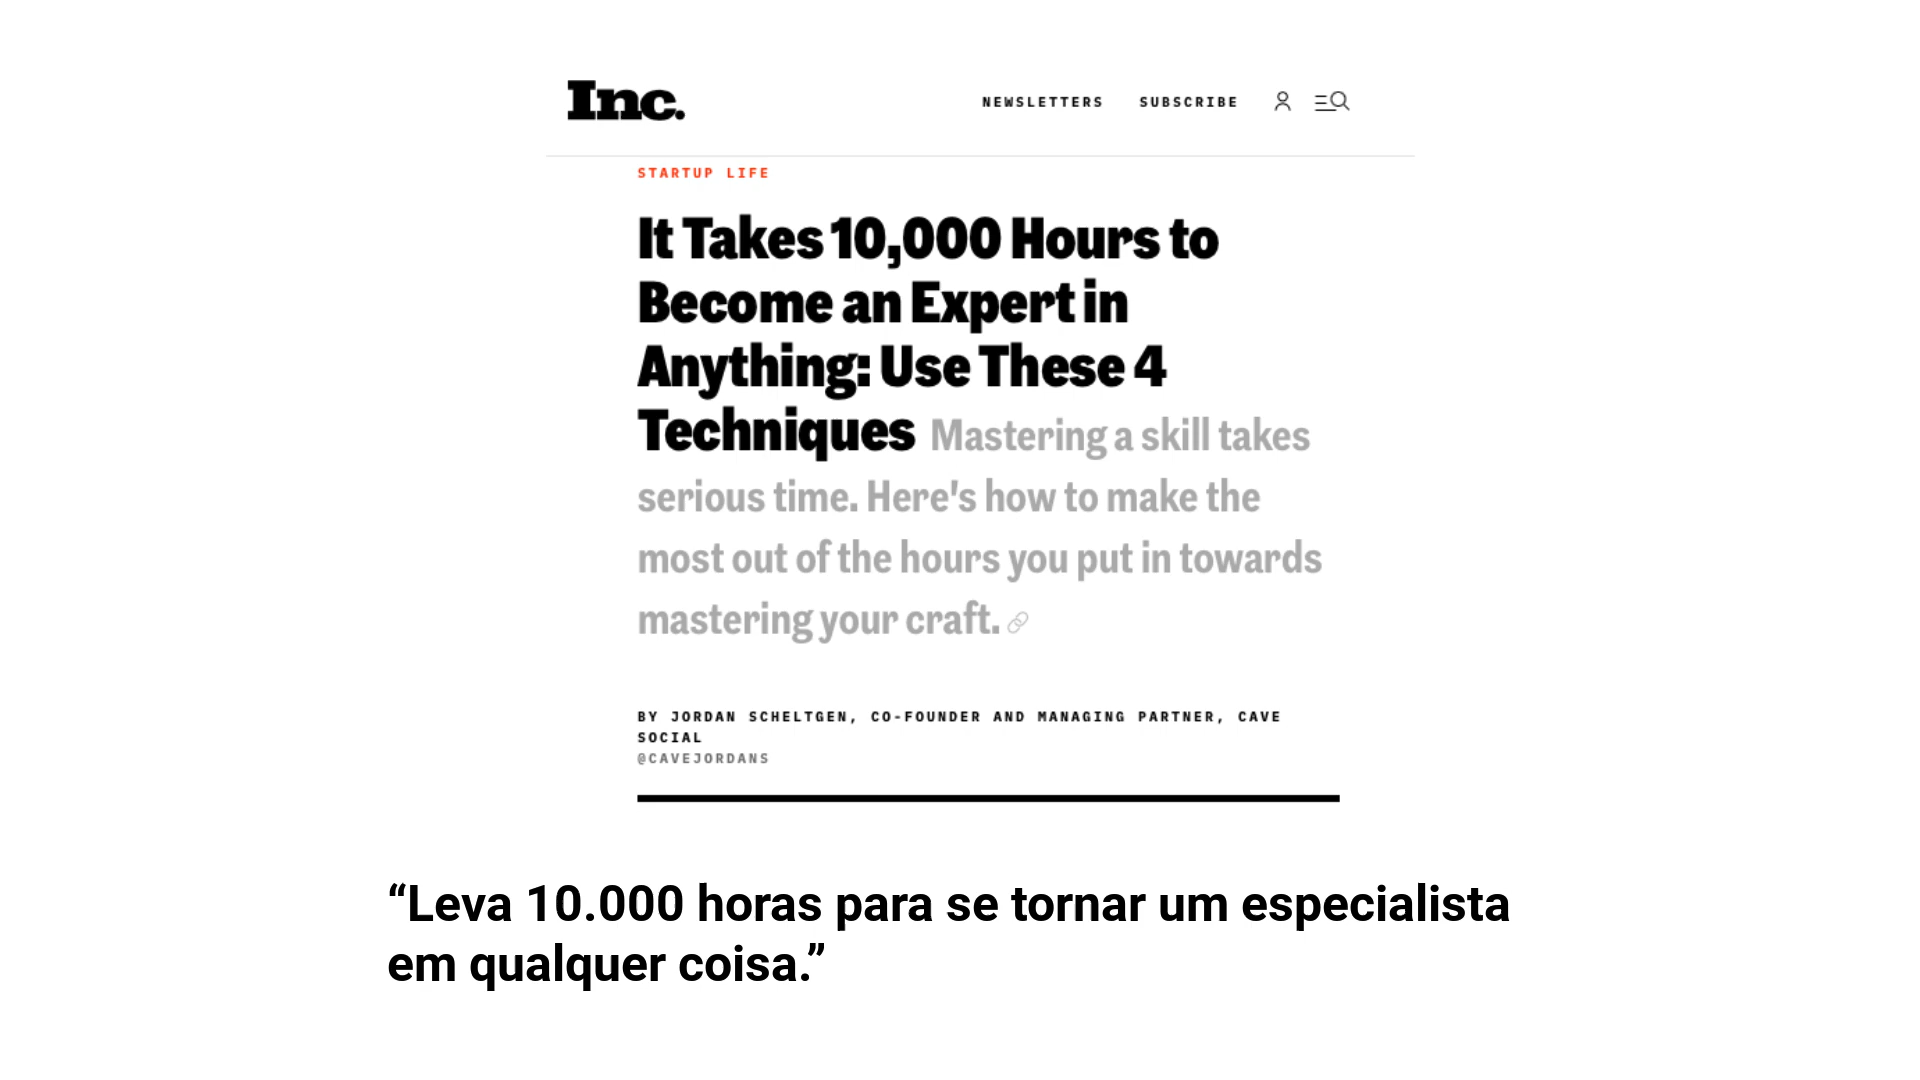 Inc.
NEWSLETTERS SUBSCRIBE
STARTUP LIFE
It Takes 10,000 Hours to
Become an Expert in
Anything: Use These 4
Techniques Mastering a skill takes
serious time. Here's how to make the
most out of the hours you put in towards
mastering your craft.
BY JORDAN SCHELTGEN, CO-FOUNDER AND MANAGING PARTNER, CAVE
SOCIAL
@CAVEJORDANS
“Leva 10.000 horas para se tornar um especialista
em qualquer coisa.”